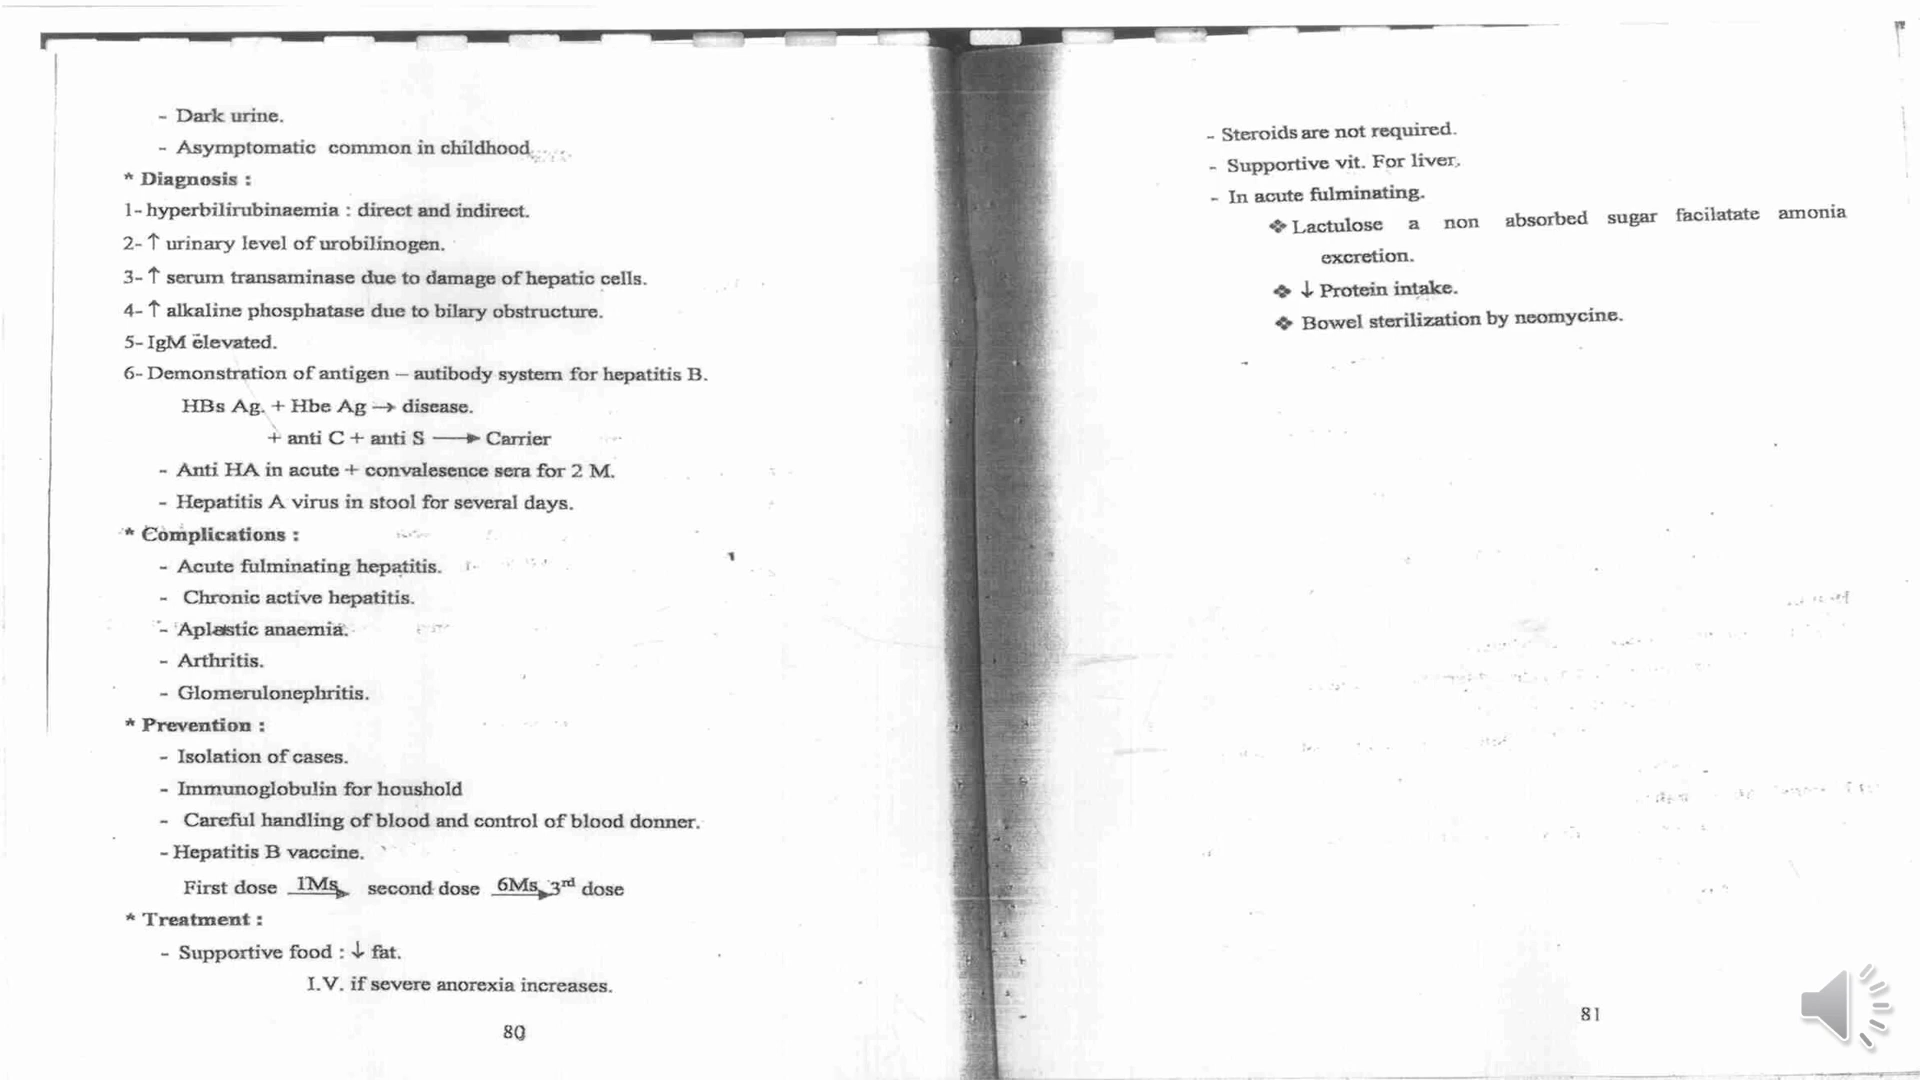 - Dark urine.
- Asymptomatic common in childhood
* Diagnosis :
1- hyperbilirubinaemia : direct and indirect.
2- ↑ urinary level of urobilinogen.
3- ↑ serum transaminase due to damage of hepatic cells.
4- ↑ alkaline phosphatase due to bilary obstructure.
5- IgM elevated.
6- Demonstration of antigen – autibody system for hepatitis B.
HBs Ag. + Hbe Ag → disease.
+ anti C + anti S → Carrier
- Anti HA in acute + convalesence sera for 2 M.
- Hepatitis A virus in stool for several days.
* Complications :
- Acute fulminating hepatitis.
- Chronic active hepatitis.
- Aplastic anaemia.
- Arthritis.
- Glomerulonephritis.
* Prevention :
- Isolation of cases.
- Immunoglobulin for houshold
- Careful handling of blood and control of blood donner.
- Hepatitis B vaccine.
First dose 1Ms second dose 6Ms 3rd dose
* Treatment :
- Supportive food : ↓ fat.
I.V. if severe anorexia increases.
80
- Steroids are not required.
- Supportive vit. For liver.
- In acute fulminating.
❖ Lactulose a non absorbed sugar facilatate amonia
excretion.
❖ ↓ Protein intake.
❖ Bowel sterilization by neomycine.
81